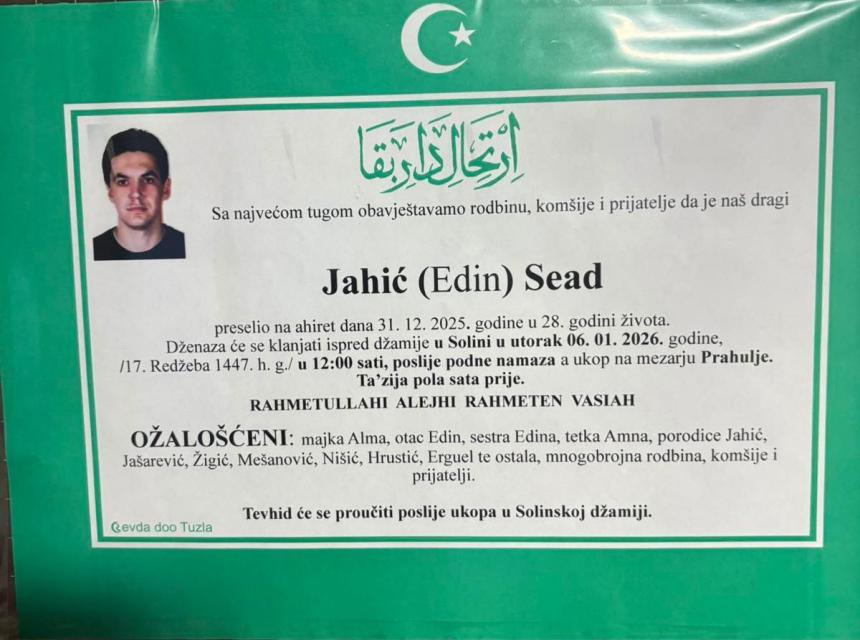 اِرْتِحَالِ دَارِ بَقَا
Sa najvećom tugom obavještavamo rodbinu, komšije i prijatelje da je naš dragi
Jahić (Edin) Sead
preselio na ahiret dana 31. 12. 2025. godine u 28. godini života.
Dženaza će se klanjati ispred džamije u Solini u utorak 06. 01. 2026. godine,
/17. Redžeba 1447. h. g./ u 12:00 sati, poslije podne namaza a ukop na mezarju Prahulje.
Ta’zija pola sata prije.
RAHMETULLAHI ALEJHI RAHMETEN VASIAH
OŽALOŠĆENI: majka Alma, otac Edin, sestra Edina, tetka Amna, porodice Jahić,
Jašarević, Žigić, Mešanović, Nišić, Hrustić, Erguel te ostala, mnogobrojna rodbina, komšije i
prijatelji.
Tevhid će se proučiti poslije ukopa u Solinskoj džamiji.
Cevda doo Tuzla